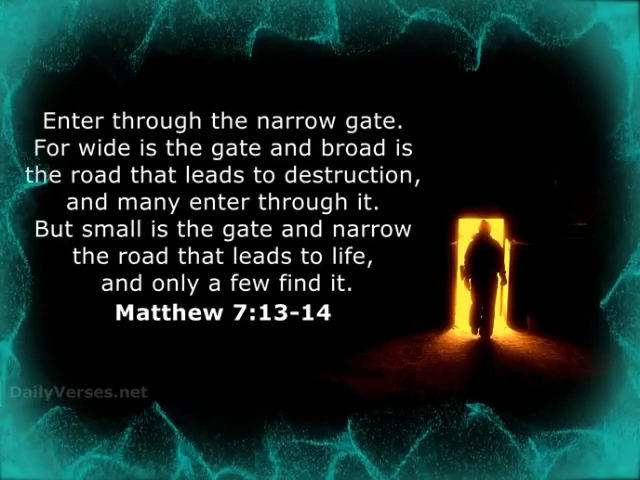 Enter through the narrow gate.
For wide is the gate and broad is
the road that leads to destruction,
and many enter through it.
But small is the gate and narrow
the road that leads to life,
and only a few find it.
Matthew 7:13-14
DailyVerses.net